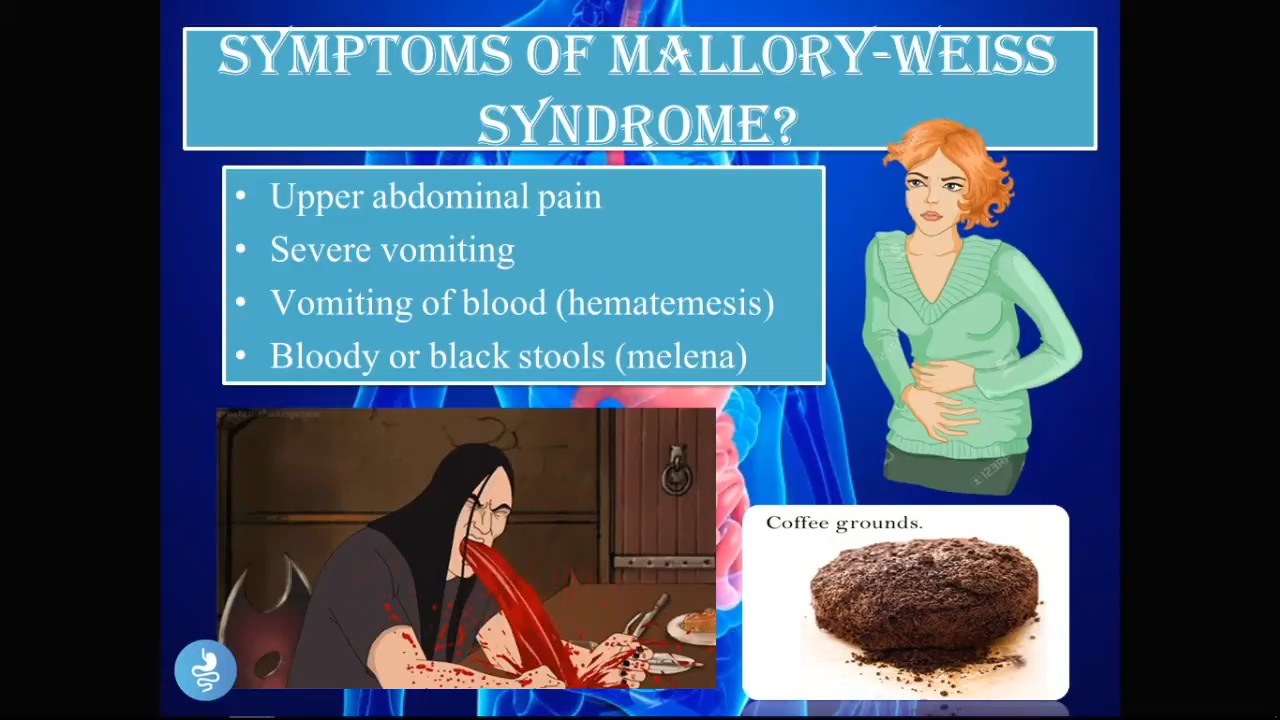 SYMPTOMS OF MALLORY-WEISS
SYNDROME?
• Upper abdominal pain
• Severe vomiting
• Vomiting of blood (hematemesis)
• Bloody or black stools (melena)
Coffee grounds.